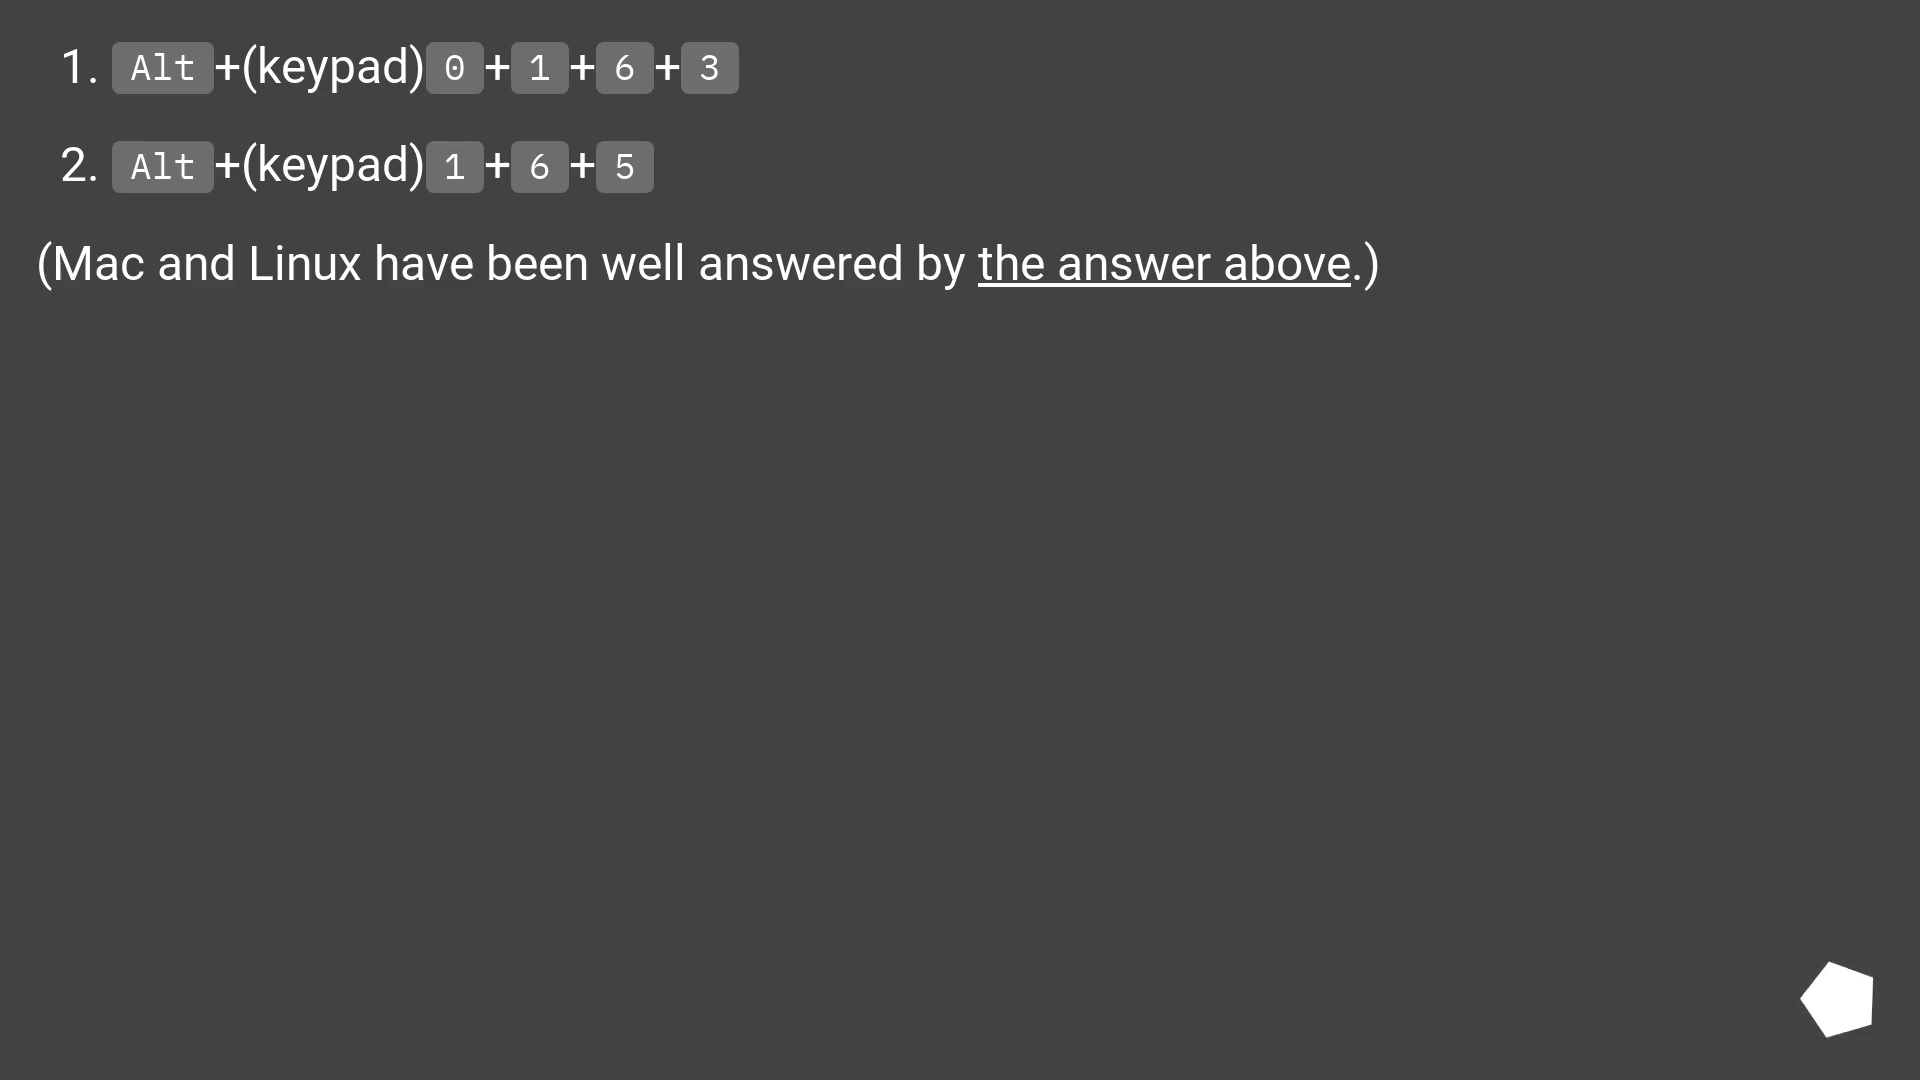 1. Alt+(keypad)0+1+6+3
2. Alt+(keypad)1+6+5
(Mac and Linux have been well answered by the answer above.)